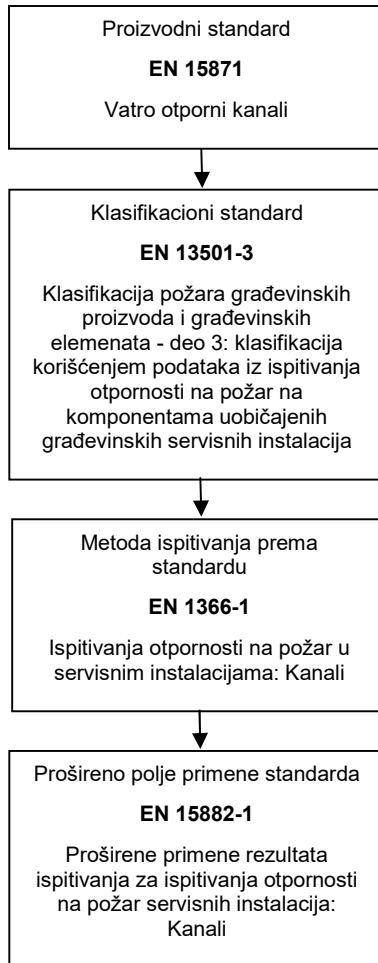 Proizvodni standard
EN 15871
Vatro otporni kanali
Klasifikacioni standard
EN 13501-3
Klasifikacija požara građevinskih
proizvoda i građevinskih
elemenata - deo 3: klasifikacija
korišćenjem podataka iz ispitivanja
otpornosti na požar na
komponentama uobičajenih
građevinskih servisnih instalacija
Metoda ispitivanja prema
standardu
EN 1366-1
Ispitivanja otpornosti na požar u
servisnim instalacijama: Kanali
Prošireno polje primene standarda
EN 15882-1
Proširene primene rezultata
ispitivanja za ispitivanja otpornosti
na požar servisnih instalacija:
Kanali